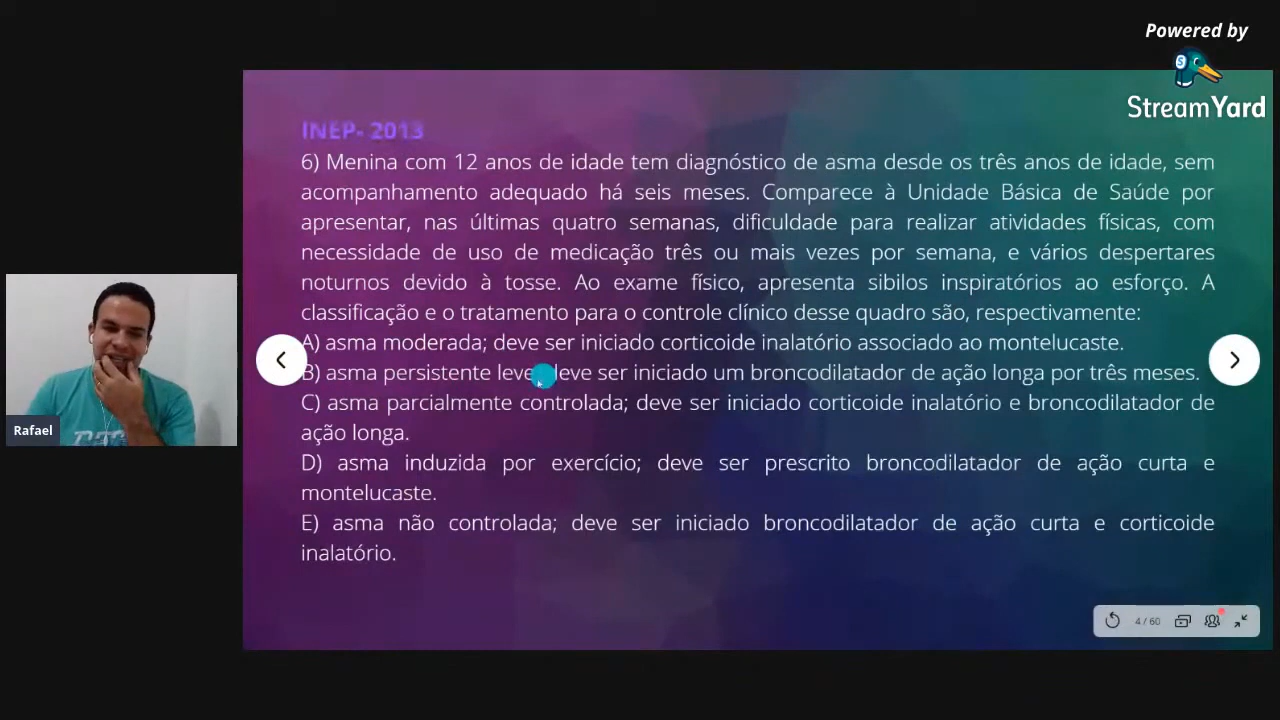 Powered by
StreamYard
INEP- 2013
6) Menina com 12 anos de idade tem diagnóstico de asma desde os três anos de idade, sem
acompanhamento adequado há seis meses. Comparece à Unidade Básica de Saúde por
apresentar, nas últimas quatro semanas, dificuldade para realizar atividades físicas, com
necessidade de uso de medicação três ou mais vezes por semana, e vários despertares
noturnos devido à tosse. Ao exame físico, apresenta sibilos inspiratórios ao esforço. A
classificação e o tratamento para o controle clínico desse quadro são, respectivamente:
A) asma moderada; deve ser iniciado corticoide inalatório associado ao montelucaste.
B) asma persistente leve deve ser iniciado um broncodilatador de ação longa por três meses.
C) asma parcialmente controlada; deve ser iniciado corticoide inalatório e broncodilatador de
ação longa.
D) asma induzida por exercício; deve ser prescrito broncodilatador de ação curta e
montelucaste.
E) asma não controlada; deve ser iniciado broncodilatador de ação curta e corticoide
inalatório.
Rafael
4 / 60